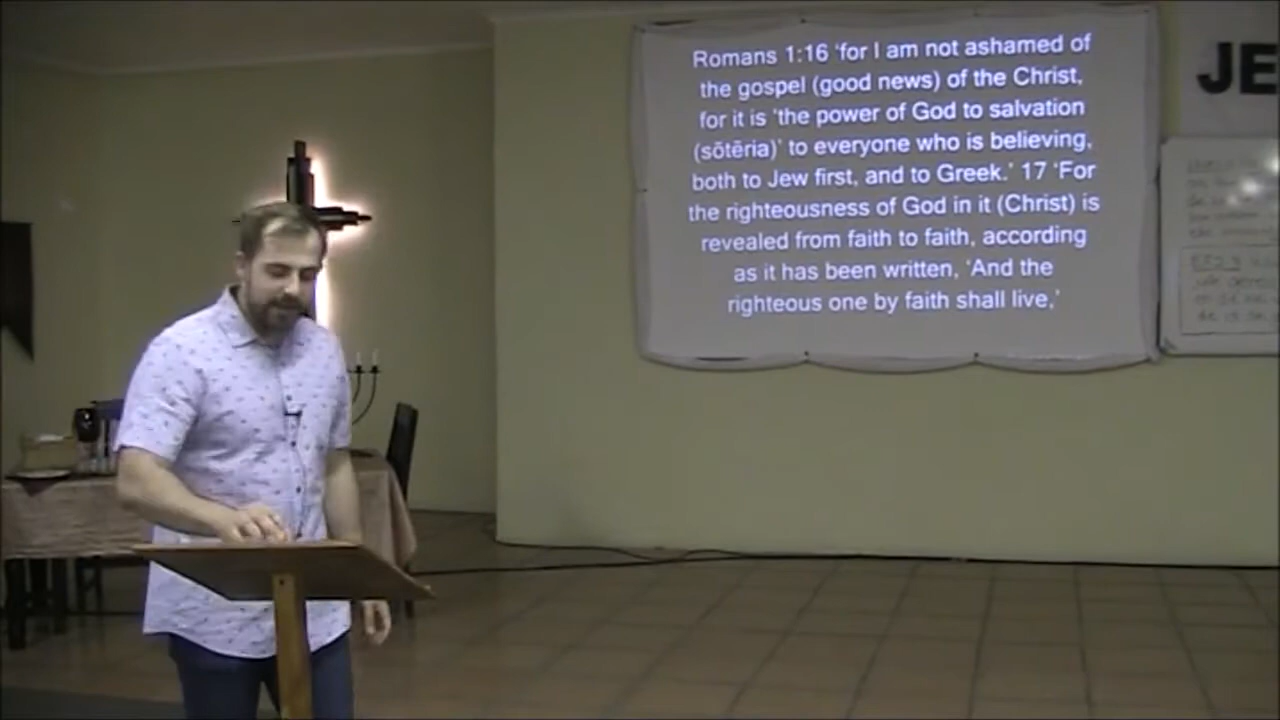 Romans 1:16 ‘for I am not ashamed of
the gospel (good news) of the Christ,
for it is ‘the power of God to salvation
(sōtēria)’ to everyone who is believing,
both to Jew first, and to Greek.’ 17 ‘For
the righteousness of God in it (Christ) is
revealed from faith to faith, according
as it has been written, ‘And the
righteous one by faith shall live,’
JE